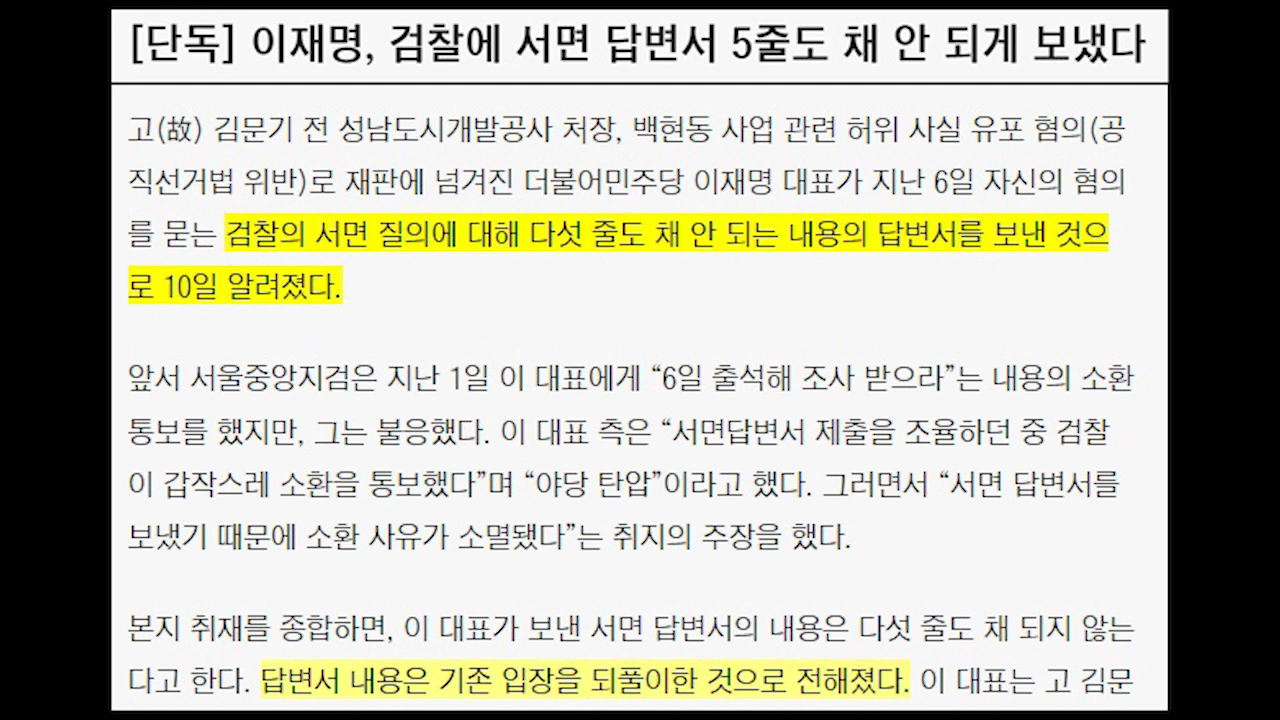 [단독] 이재명, 검찰에 서면 답변서 5줄도 채 안 되게 보냈다
고(故) 김문기 전 성남도시개발공사 처장, 백현동 사업 관련 허위 사실 유포 혐의(공
직선거법 위반)로 재판에 넘겨진 더불어민주당 이재명 대표가 지난 6일 자신의 혐의
를 묻는 검찰의 서면 질의에 대해 다섯 줄도 채 안 되는 내용의 답변서를 보낸 것으
로 10일 알려졌다.
앞서 서울중앙지검은 지난 1일 이 대표에게 “6일 출석해 조사 받으라”는 내용의 소환
통보를 했지만, 그는 불응했다. 이 대표 측은 “서면답변서 제출을 조율하던 중 검찰
이 갑작스레 소환을 통보했다”며 “야당 탄압”이라고 했다. 그러면서 “서면 답변서를
보냈기 때문에 소환 사유가 소멸됐다”는 취지의 주장을 했다.
본지 취재를 종합하면, 이 대표가 보낸 서면 답변서의 내용은 다섯 줄도 채 되지 않는
다고 한다. 답변서 내용은 기존 입장을 되풀이한 것으로 전해졌다. 이 대표는 고 김문